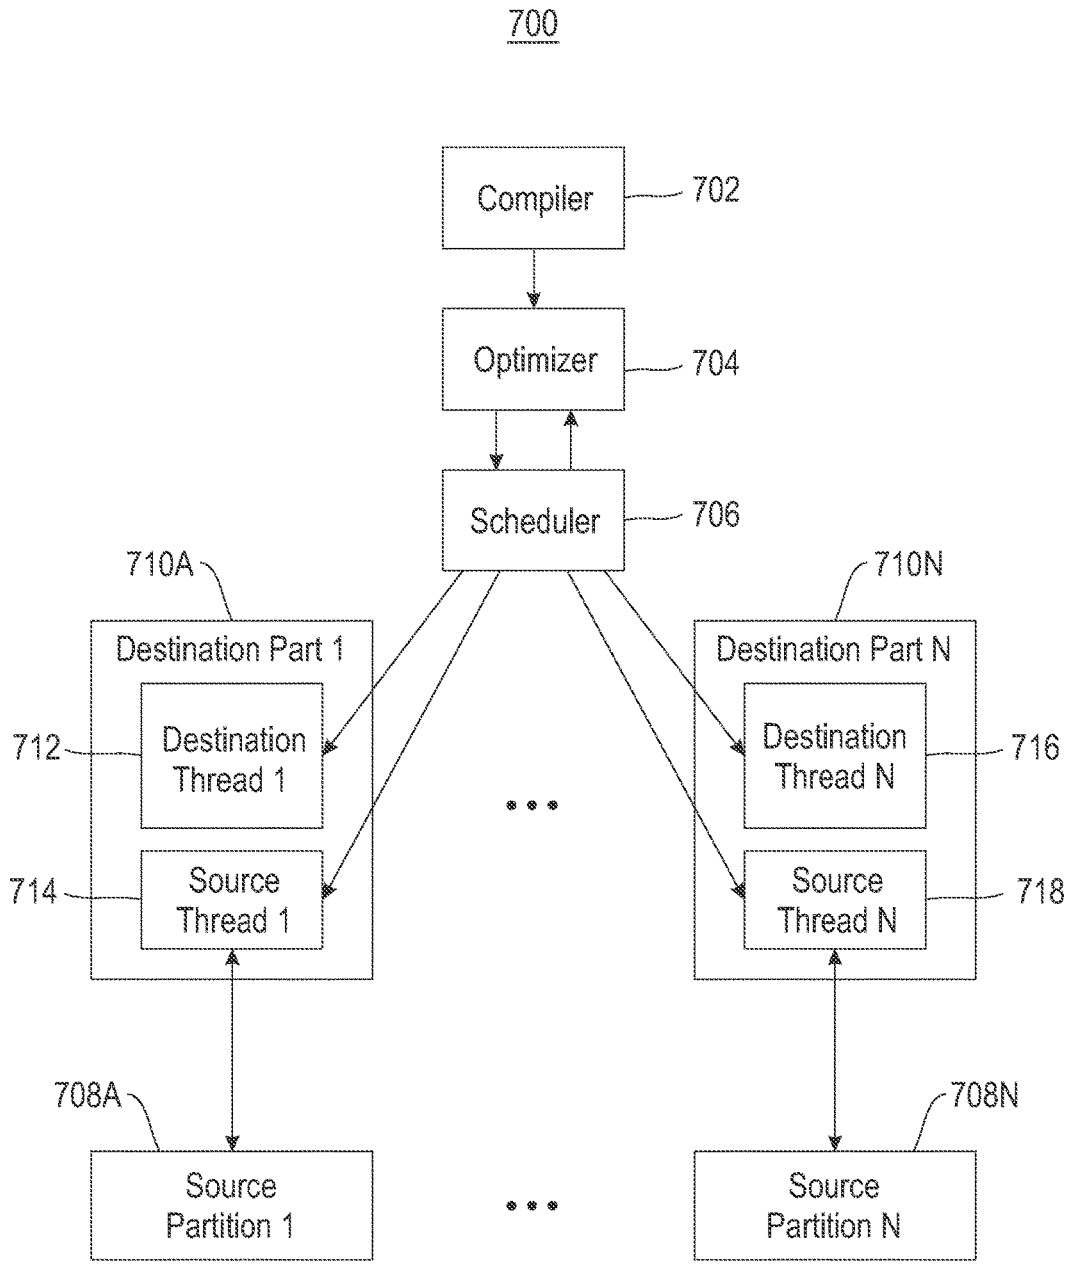 700
Compiler
702
Optimizer
704
Scheduler
706
710A
710N
Destination Part 1
Destination Part N
712
Destination
Thread 1
Destination
Thread N
716
714
Source
Thread 1
Source
Thread N
718
708A
708N
Source
Partition 1
Source
Partition N